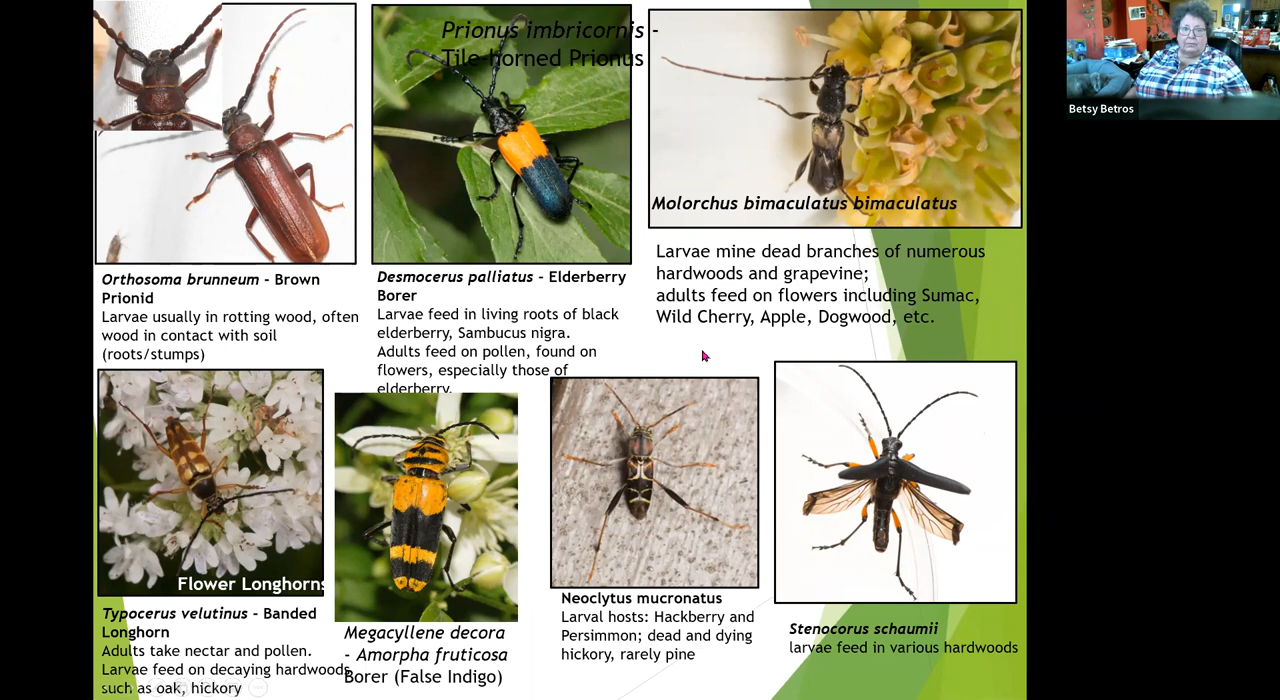 Prionus imbricornis -
Tile-horned Prionus
Molorchus bimaculatus bimaculatus
Betsy Betros
Orthosoma brunneum - Brown
Prionid
Larvae usually in rotting wood, often
wood in contact with soil
(roots/stumps)
Desmocerus palliatus - Elderberry
Borer
Larvae feed in living roots of black
elderberry, Sambucus nigra.
Adults feed on pollen, found on
flowers, especially those of
elderberry.
Larvae mine dead branches of numerous
hardwoods and grapevine;
adults feed on flowers including Sumac,
Wild Cherry, Apple, Dogwood, etc.
Flower Longhorns
Typocerus velutinus - Banded
Longhorn
Adults take nectar and pollen.
Larvae feed on decaying hardwoods
such as oak, hickory
Megacyllene decora
- Amorpha fruticosa
Borer (False Indigo)
Neoclytus mucronatus
Larval hosts: Hackberry and
Persimmon; dead and dying
hickory, rarely pine
Stenocorus schaumii
larvae feed in various hardwoods